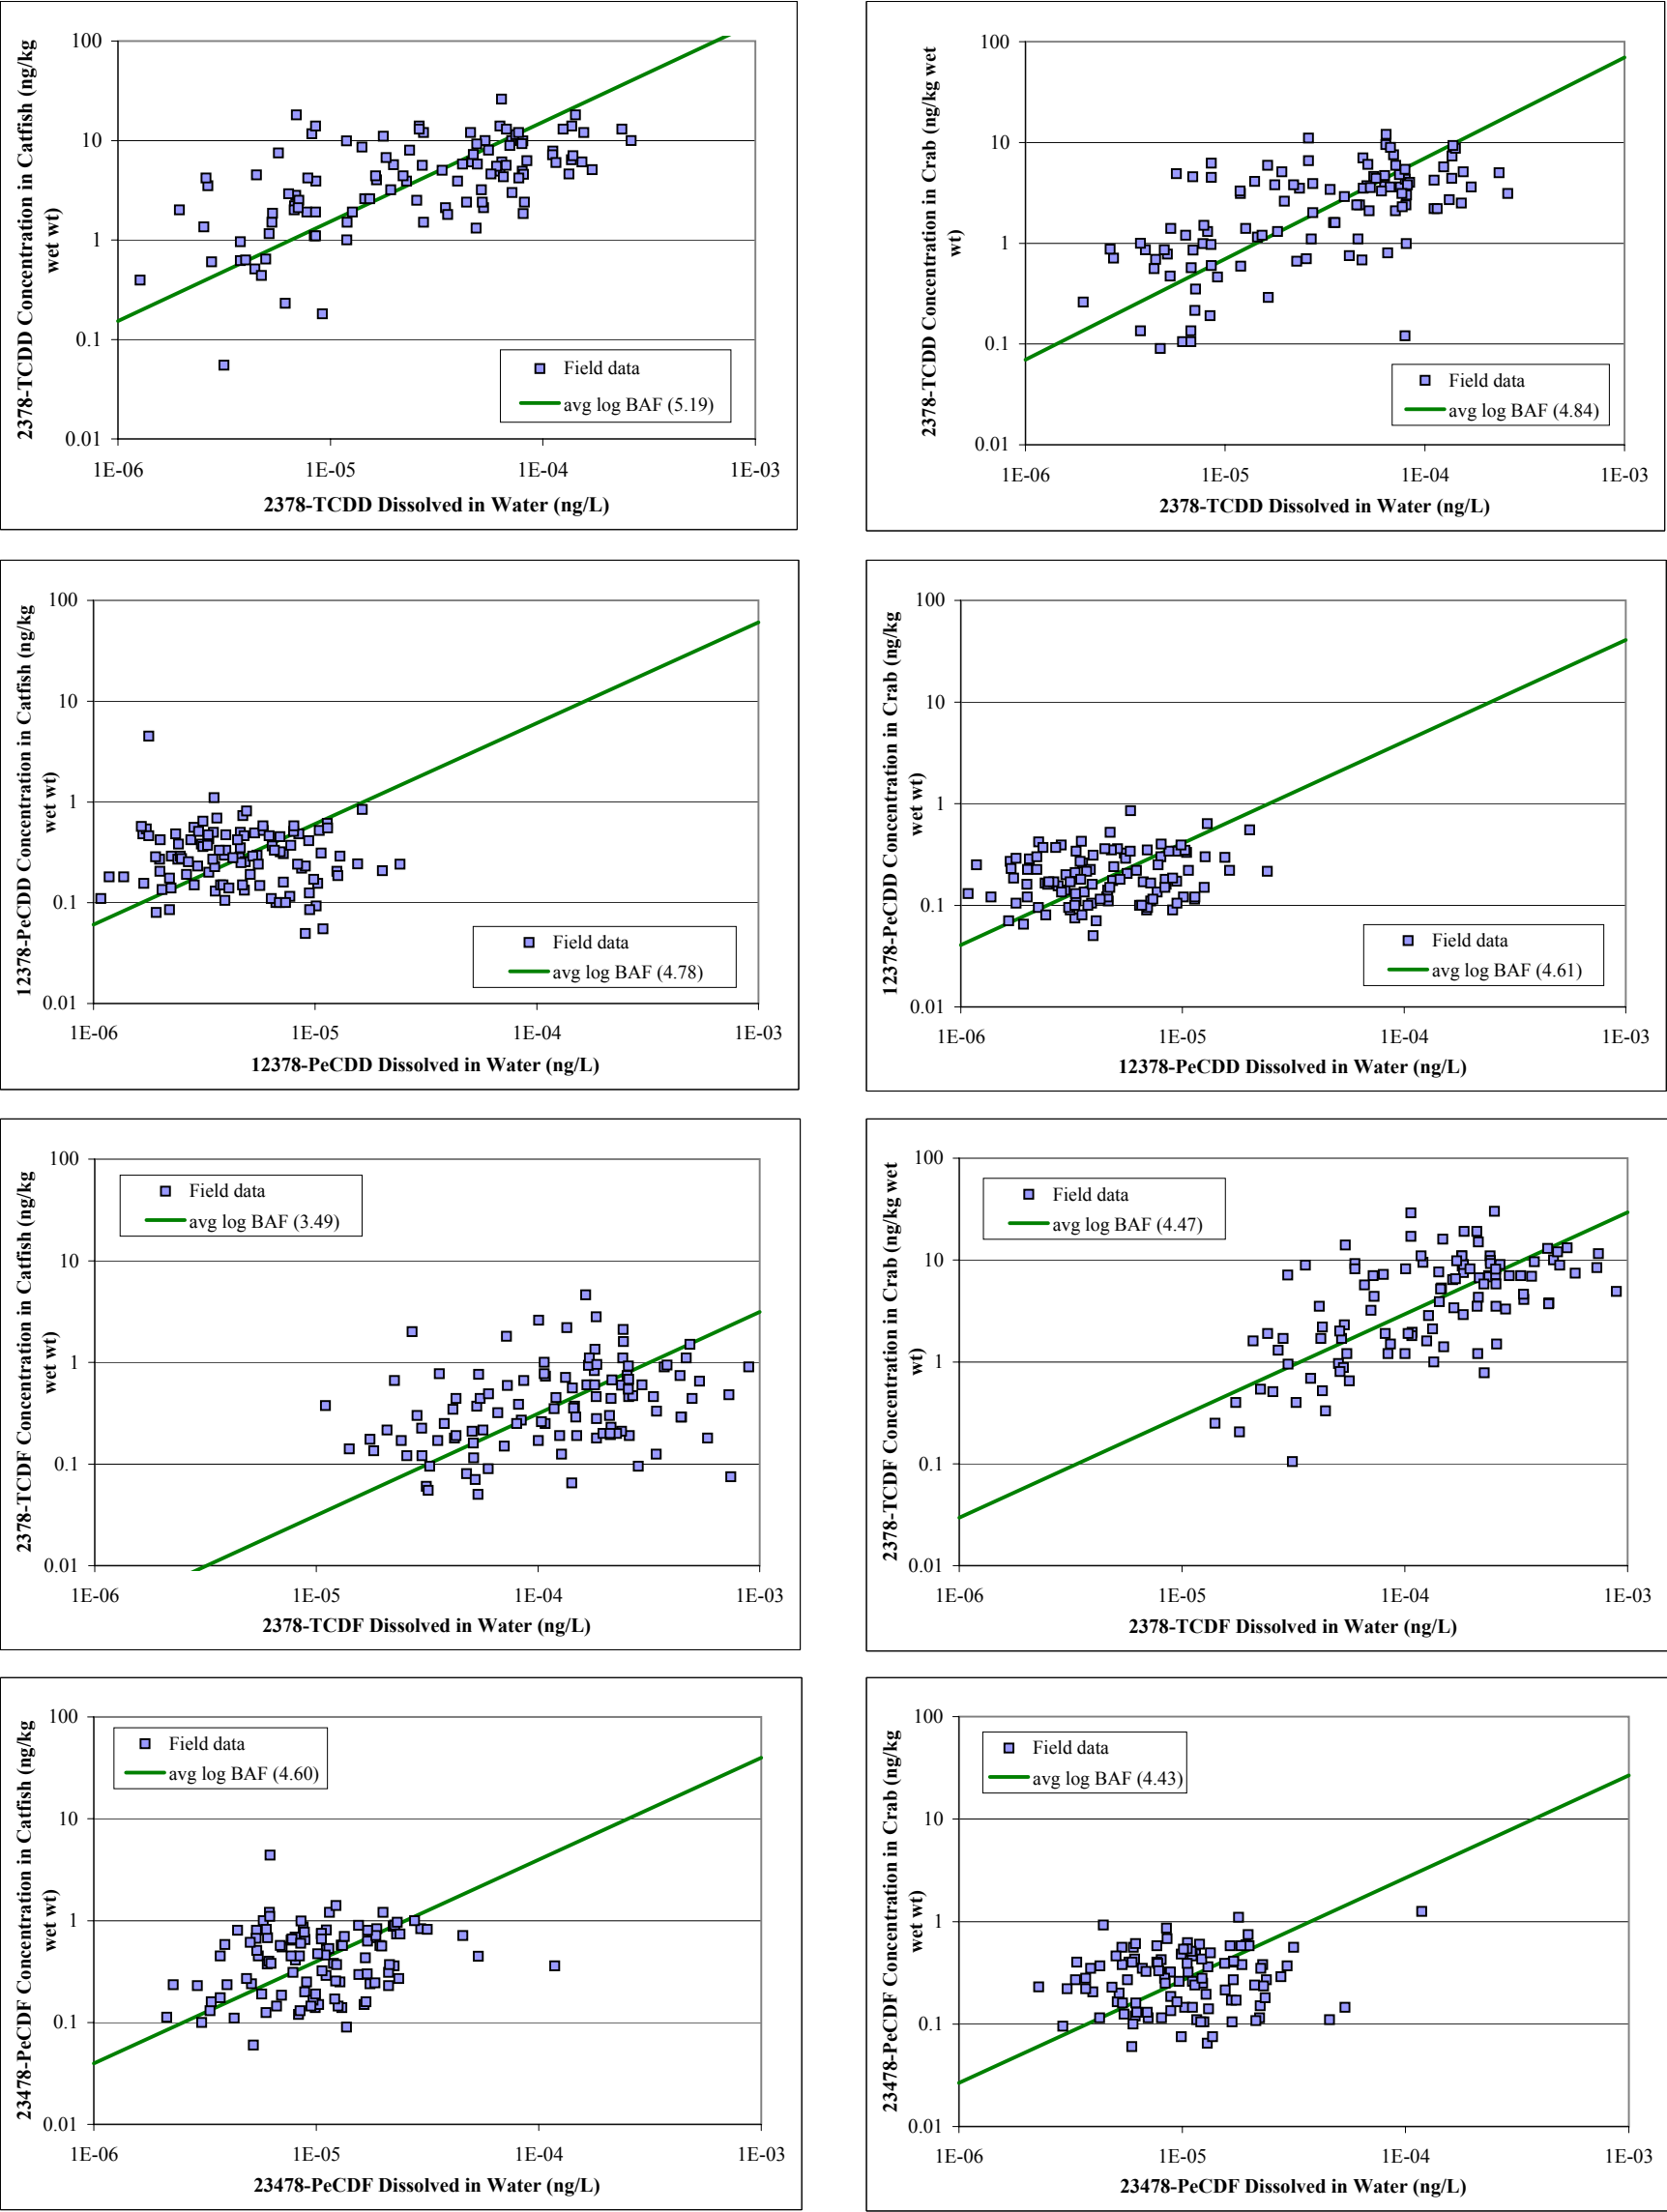 2378-TCDD Concentration in Catfish (ng/kg
wet wt)
100
10
1
0.1
0.01
Field data
avg log BAF (5.19)
1E-06 1E-05 1E-04 1E-03
2378-TCDD Dissolved in Water (ng/L)
2378-TCDD Concentration in Crab (ng/kg wet
wt)
100
10
1
0.1
0.01
Field data
avg log BAF (4.84)
1E-06 1E-05 1E-04 1E-03
2378-TCDD Dissolved in Water (ng/L)
12378-PeCDD Concentration in Catfish (ng/kg
wet wt)
100
10
1
0.1
0.01
Field data
avg log BAF (4.78)
1E-06 1E-05 1E-04 1E-03
12378-PeCDD Dissolved in Water (ng/L)
12378-PeCDD Concentration in Crab (ng/kg
wet wt)
100
10
1
0.1
0.01
Field data
avg log BAF (4.61)
1E-06 1E-05 1E-04 1E-03
12378-PeCDD Dissolved in Water (ng/L)
2378-TCDF Concentration in Catfish (ng/kg
wet wt)
100
10
1
0.1
0.01
Field data
avg log BAF (3.49)
1E-06 1E-05 1E-04 1E-03
2378-TCDF Dissolved in Water (ng/L)
2378-TCDF Concentration in Crab (ng/kg wet
wt)
100
10
1
0.1
0.01
Field data
avg log BAF (4.47)
1E-06 1E-05 1E-04 1E-03
2378-TCDF Dissolved in Water (ng/L)
23478-PeCDF Concentration in Catfish (ng/kg
wet wt)
100
10
1
0.1
0.01
Field data
avg log BAF (4.60)
1E-06 1E-05 1E-04 1E-03
23478-PeCDF Dissolved in Water (ng/L)
23478-PeCDF Concentration in Crab (ng/kg
wet wt)
100
10
1
0.1
0.01
Field data
avg log BAF (4.43)
1E-06 1E-05 1E-04 1E-03
23478-PeCDF Dissolved in Water (ng/L)